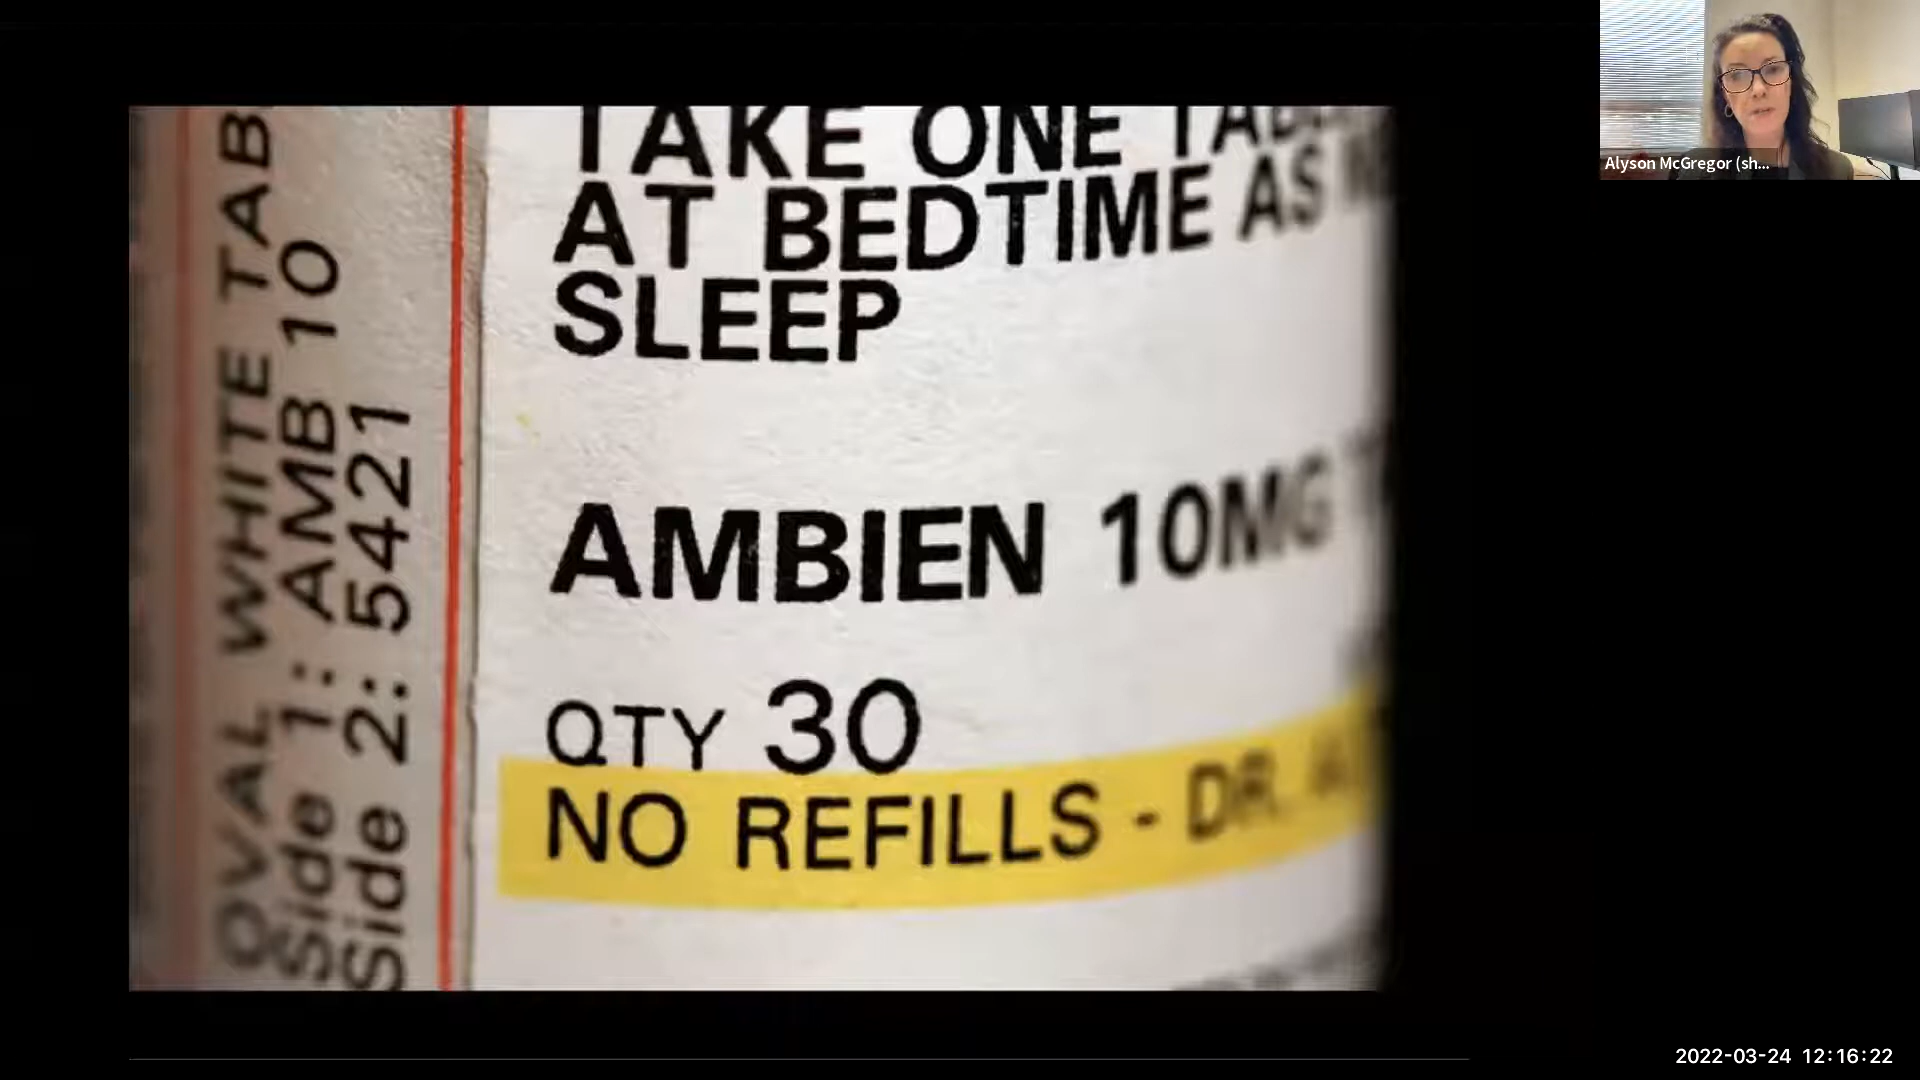 TAKE ONE
AT BEDTIME AS
SLEEP
AMBIEN 10MG
QTY 30
NO REFILLS - DR.
OVAL WHITE TAB
Side 1: AMB 10
Side 2: 5421
Alyson McGregor (sh...
2022-03-24 12:16:22